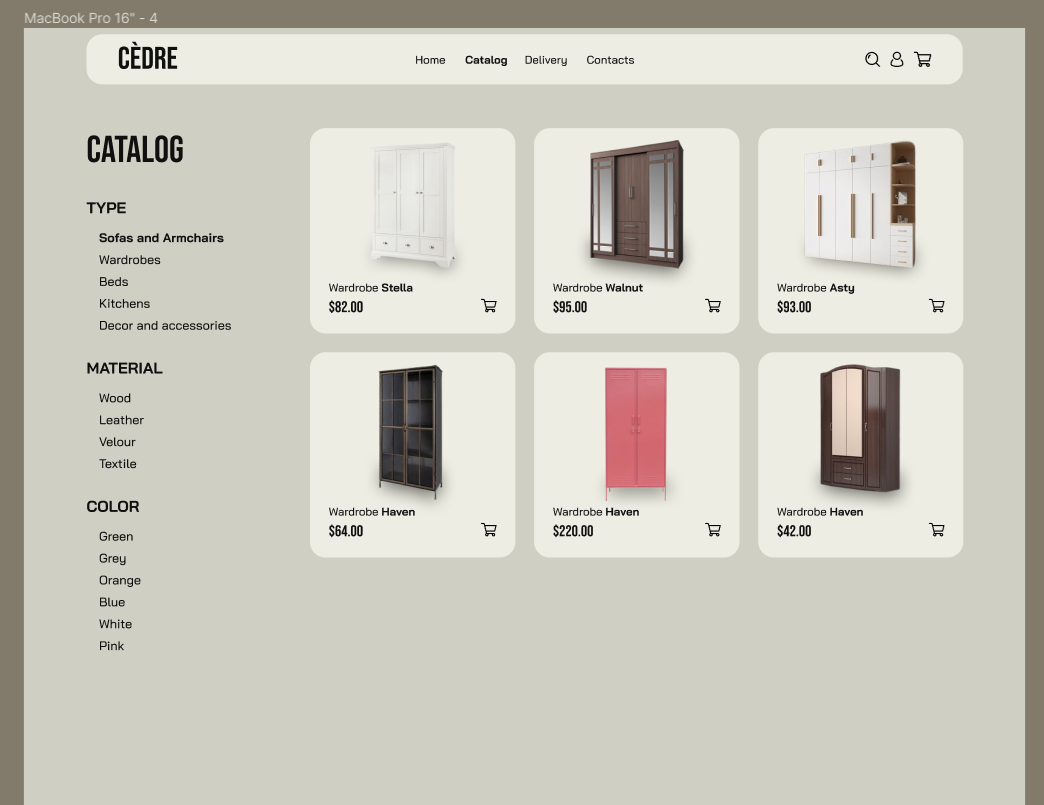 MacBook Pro 16" - 4
CÈDRE
Home Catalog Delivery Contacts
CATALOG
TYPE
Sofas and Armchairs
Wardrobes
Beds
Kitchens
Decor and accessories
MATERIAL
Wood
Leather
Velour
Textile
COLOR
Green
Grey
Orange
Blue
White
Pink
Wardrobe Stella
$82.00
Wardrobe Walnut
$95.00
Wardrobe Asty
$93.00
Wardrobe Haven
$64.00
Wardrobe Haven
$220.00
Wardrobe Haven
$42.00